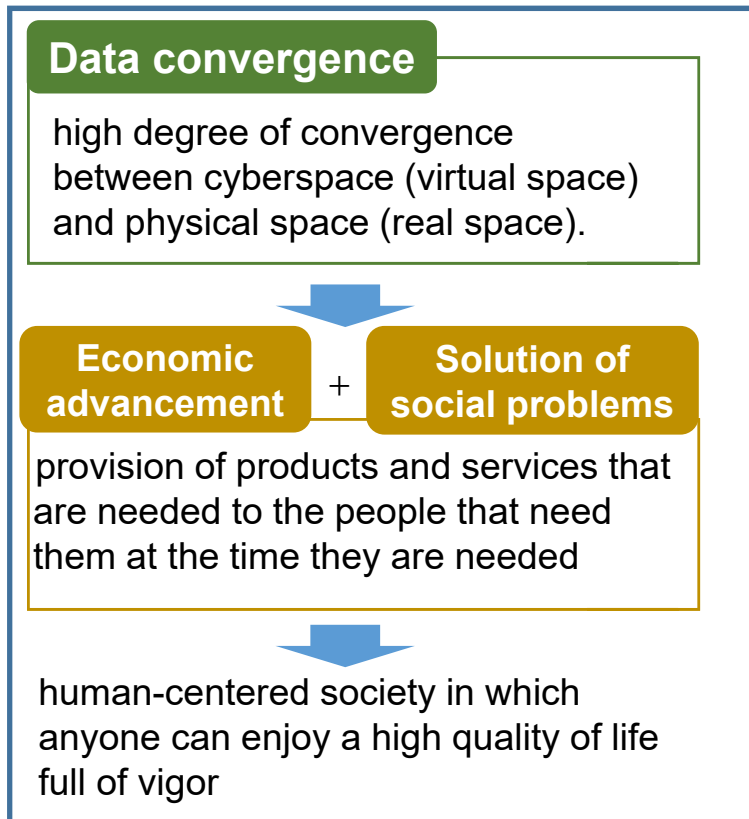 Data convergence
high degree of convergence
between cyberspace (virtual space)
and physical space (real space).
Economic
advancement
+
Solution of
social problems
provision of products and services that
are needed to the people that need
them at the time they are needed
human-centered society in which
anyone can enjoy a high quality of life
full of vigor